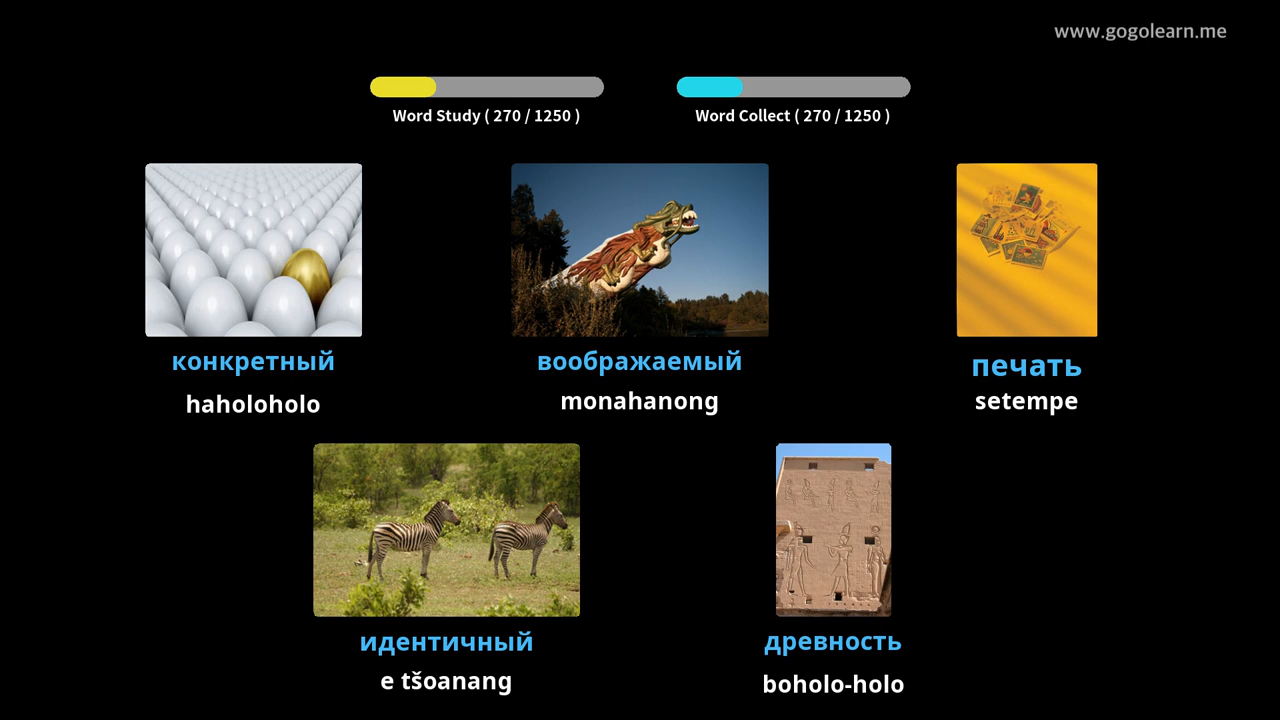 www.gogolearn.me
Word Study ( 270 / 1250 )
Word Collect ( 270 / 1250 )
конкретный
haholoholo
воображаемый
monahanong
печать
setempe
идентичный
e tšoanang
древность
boholo-holo